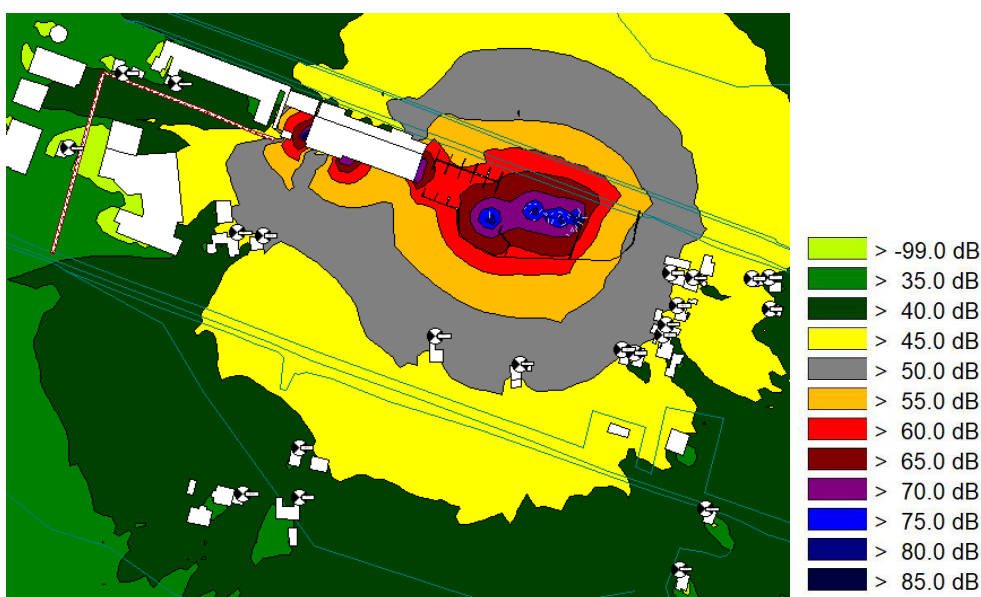 > -99.0 dB
> 35.0 dB
> 40.0 dB
> 45.0 dB
> 50.0 dB
> 55.0 dB
> 60.0 dB
> 65.0 dB
> 70.0 dB
> 75.0 dB
> 80.0 dB
> 85.0 dB